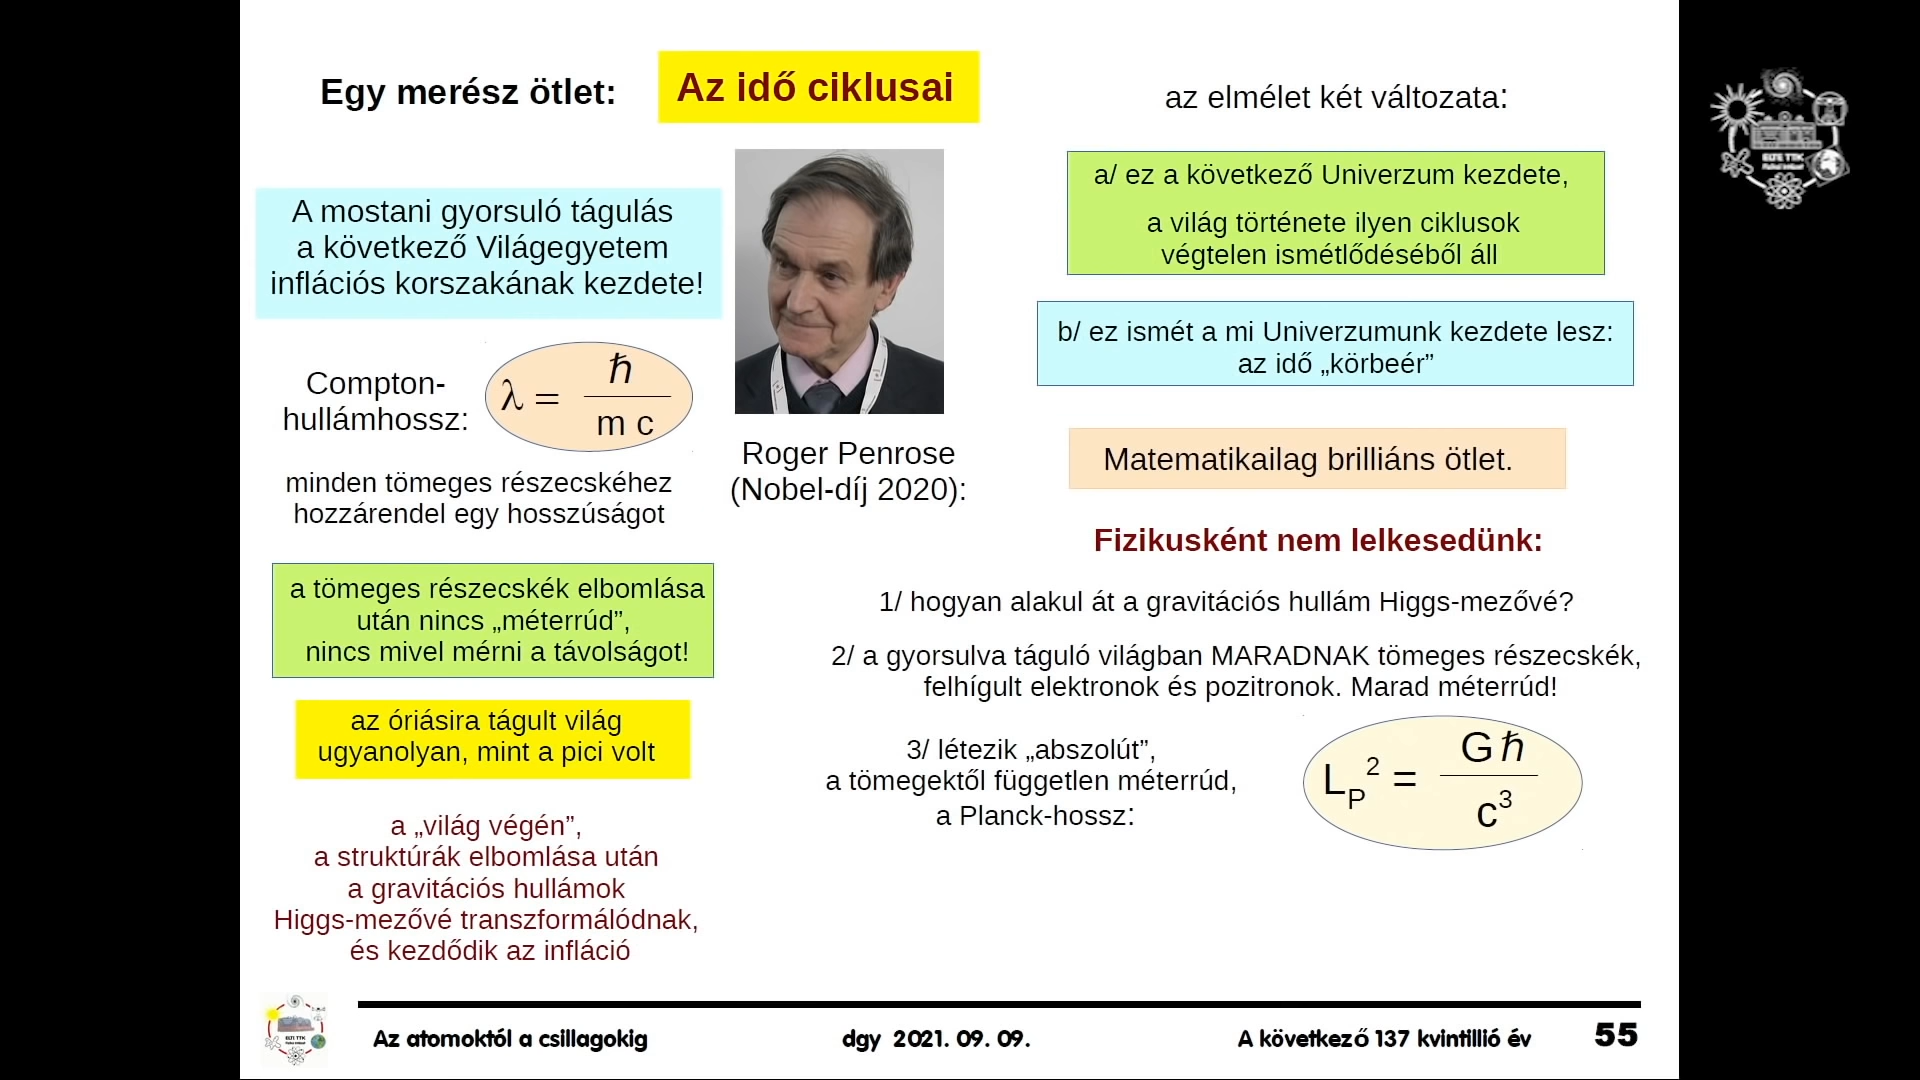 Egy merész ötlet:
Az idő ciklusai
A mostani gyorsuló tágulás
a következő Világegyetem
inflációs korszakának kezdete!
Compton-
hullámhossz:
λ = ℏ / m c
minden tömeges részecskéhez
hozzárendel egy hosszúságot
a tömeges részecskék elbomlása
után nincs „méterrúd”,
nincs mivel mérni a távolságot!
az óriásira tágult világ
ugyanolyan, mint a pici volt
a „világ végén”,
a struktúrák elbomlása után
a gravitációs hullámok
Higgs-mezővé transzformálódnak,
és kezdődik az infláció
Roger Penrose
(Nobel-díj 2020):
az elmélet két változata:
a/ ez a következő Univerzum kezdete,
a világ története ilyen ciklusok
végtelen ismétlődéséből áll
b/ ez ismét a mi Univerzumunk kezdete lesz:
az idő „körbeér”
Matematikailag brilliáns ötlet.
Fizikusként nem lelkesedünk:
1/ hogyan alakul át a gravitációs hullám Higgs-mezővé?
2/ a gyorsulva táguló világban MARADNAK tömeges részecskék,
felhígult elektronok és pozitronok. Marad méterrúd!
3/ létezik „abszolút”,
a tömegektől független méterrúd,
a Planck-hossz:
L_P^2 = G ℏ / c^3
Az atomoktól a csillagokig
dgy 2021. 09. 09.
A következő 137 kvintillió év
55
ELTE TTK
ELTE TTK